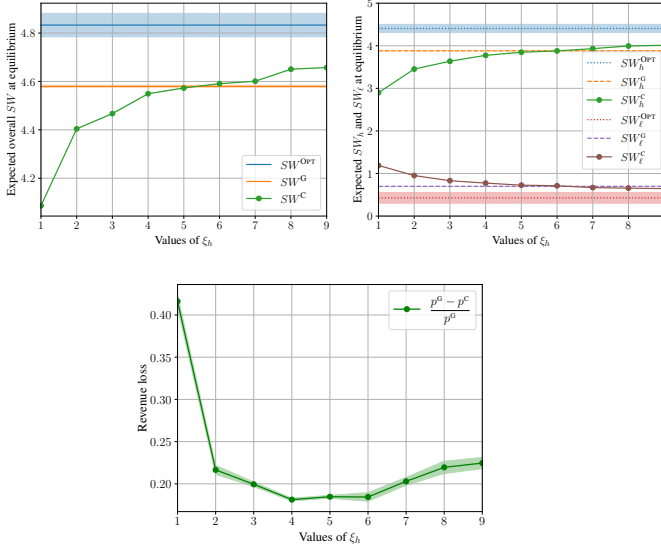 Expected overall SW at equilibrium
4.8
4.6
4.4
4.2
1 2 3 4 5 6 7 8 9
Values of ξ_h
SW^OPT
SW^G
SW^C
Expected SW_h and SW_ℓ at equilibrium
5
4
3
2
1
0
1 2 3 4 5 6 7 8
Values of ξ_h
SW_h^OPT
SW_h^G
SW_h^C
SW_ℓ^OPT
SW_ℓ^G
SW_ℓ^C
Revenue loss
0.40
0.35
0.30
0.25
0.20
1 2 3 4 5 6 7 8 9
Values of ξ_h
p^G − p^C
p^G